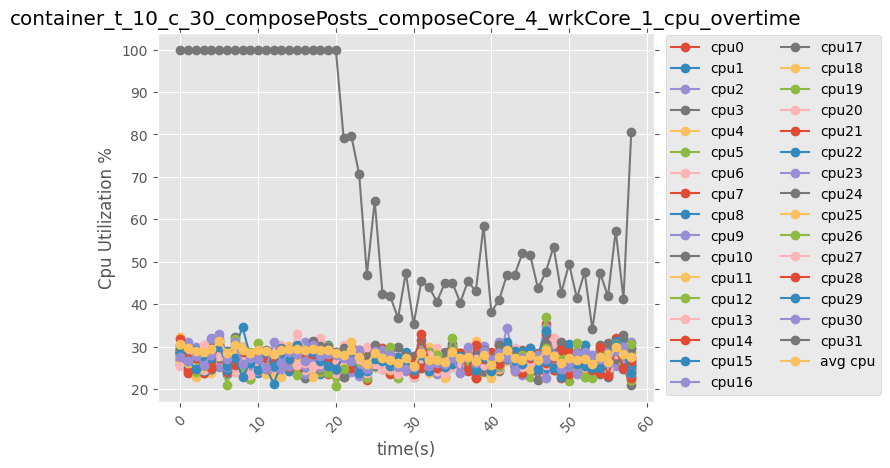 container_t_10_c_30_composePosts_composeCore_4_wrkCore_1_cpu_overtime
Cpu Utilization %
100
90
80
70
60
50
40
30
20
0
10
20
30
40
50
60
time(s)
cpu0
cpu1
cpu2
cpu3
cpu4
cpu5
cpu6
cpu7
cpu8
cpu9
cpu10
cpu11
cpu12
cpu13
cpu14
cpu15
cpu16
cpu17
cpu18
cpu19
cpu20
cpu21
cpu22
cpu23
cpu24
cpu25
cpu26
cpu27
cpu28
cpu29
cpu30
cpu31
avg cpu